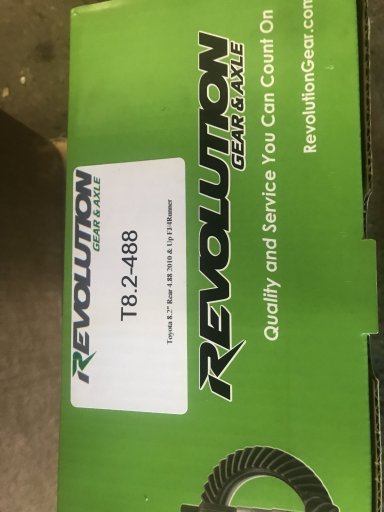 REVOLUTION
GEAR & AXLE
T8.2-488
Toyota 8.2" Rear 4.88 2010 & Up FJ/4Runner
REVOLUTION
GEAR & AXLE
Quality and Service You Can Count On
RevolutionGear.com